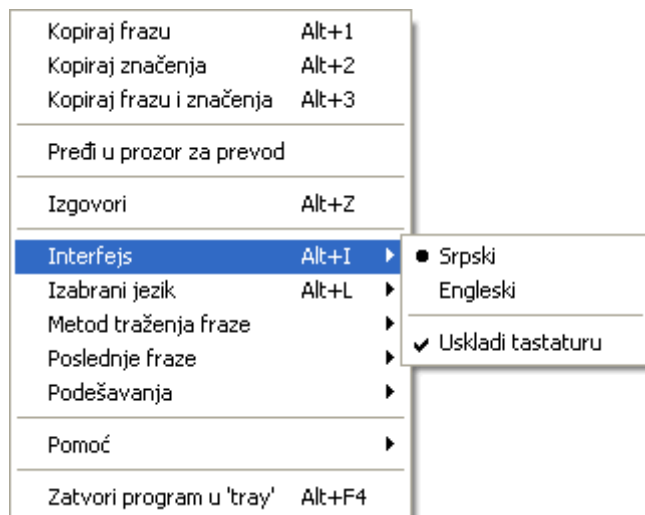 Kopiraj frazu Alt+1
Kopiraj značenja Alt+2
Kopiraj frazu i značenja Alt+3
Pređi u prozor za prevod
Izgovori Alt+Z
Interfejs Alt+I
Izabrani jezik Alt+L
Metod traženja fraze
Poslednje fraze
Podešavanja
Pomoć
Zatvori program u 'tray' Alt+F4
Srpski
Engleski
Uskladi tastaturu